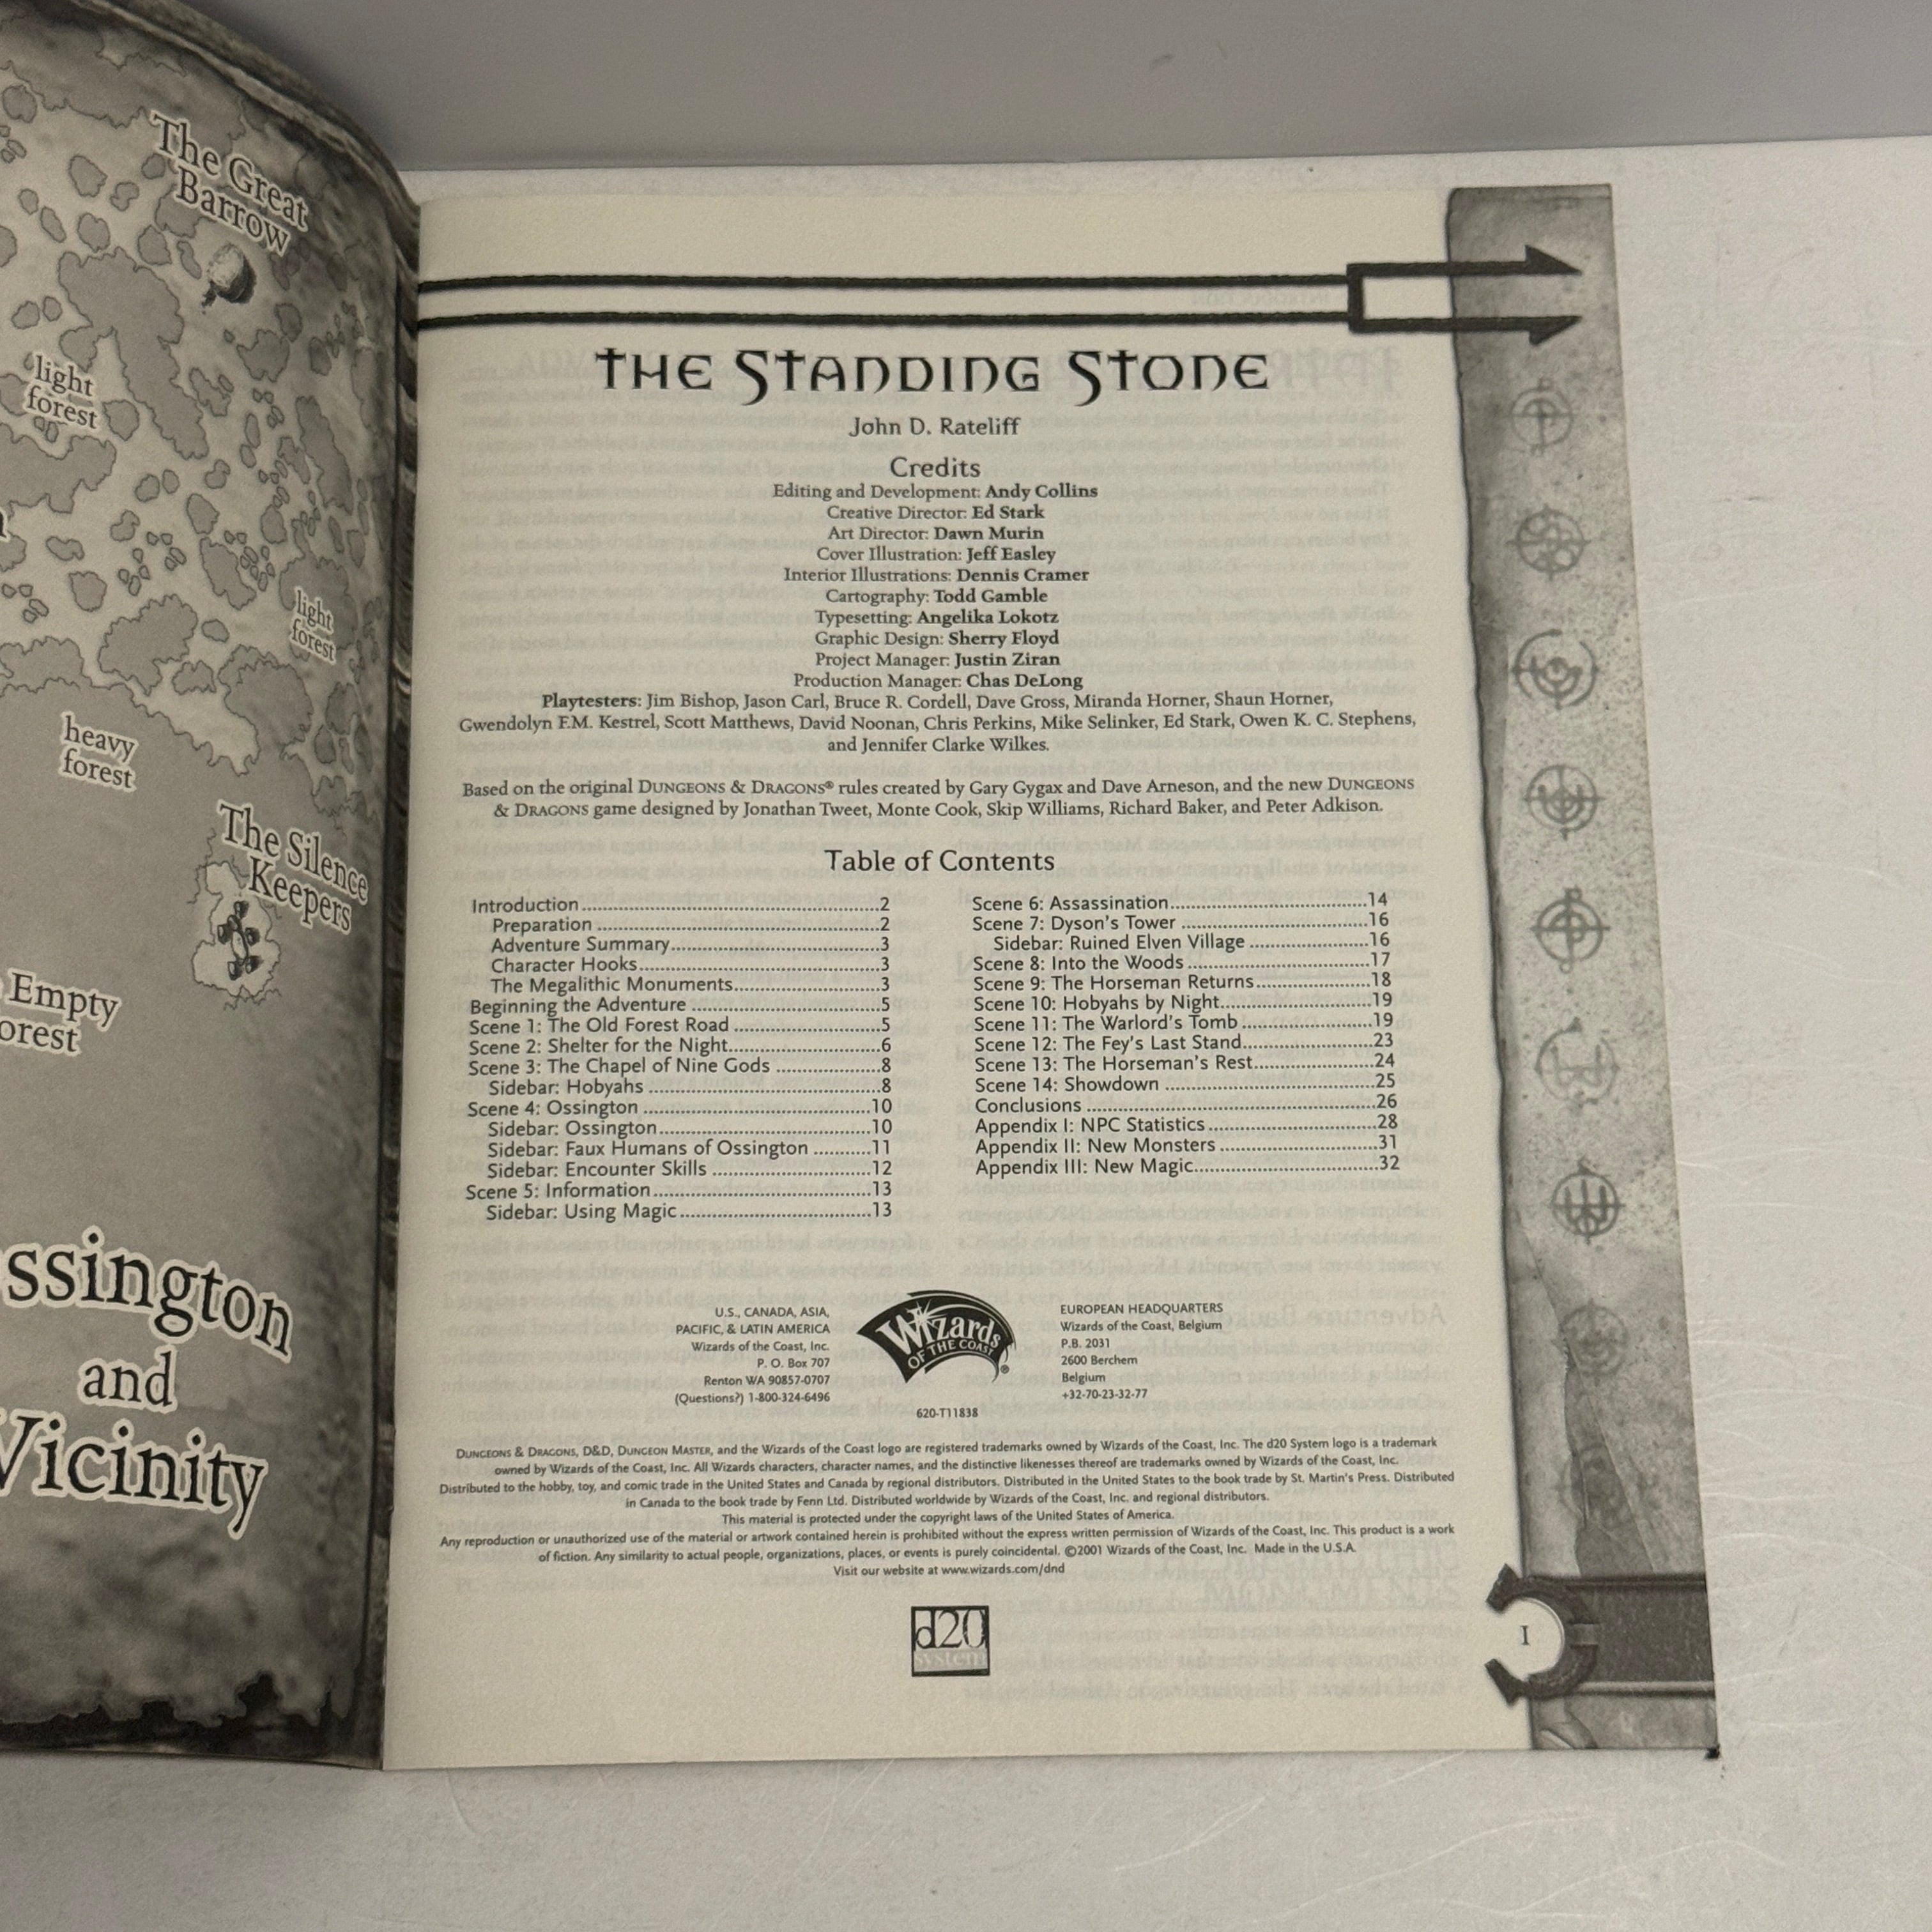 The Great
Barrow
light
forest
light
forest
heavy
forest
The Silence
Keepers
Empty
orest
ssington
and
Vicinity
THE STANDING STONE
John D. Rateliff
Credits
Editing and Development: Andy Collins
Creative Director: Ed Stark
Art Director: Dawn Murin
Cover Illustration: Jeff Easley
Interior Illustrations: Dennis Cramer
Cartography: Todd Gamble
Typesetting: Angelika Lokotz
Graphic Design: Sherry Floyd
Project Manager: Justin Ziran
Production Manager: Chas DeLong
Playtesters: Jim Bishop, Jason Carl, Bruce R. Cordell, Dave Gross, Miranda Horner, Shaun Horner,
Gwendolyn F.M. Kestrel, Scott Matthews, David Noonan, Chris Perkins, Mike Selinker, Ed Stark, Owen K. C. Stephens,
and Jennifer Clarke Wilkes.
Based on the original DUNGEONS & DRAGONS® rules created by Gary Gygax and Dave Arneson, and the new DUNGEONS
& DRAGONS game designed by Jonathan Tweet, Monte Cook, Skip Williams, Richard Baker, and Peter Adkison.
Table of Contents
Introduction..........2
Preparation..........2
Adventure Summary..........3
Character Hooks..........3
The Megalithic Monuments..........3
Beginning the Adventure..........5
Scene 1: The Old Forest Road..........5
Scene 2: Shelter for the Night..........6
Scene 3: The Chapel of Nine Gods..........8
Sidebar: Hobyahs..........8
Scene 4: Ossington..........10
Sidebar: Ossington..........10
Sidebar: Faux Humans of Ossington..........11
Sidebar: Encounter Skills..........12
Scene 5: Information..........13
Sidebar: Using Magic..........13
Scene 6: Assassination..........14
Scene 7: Dyson's Tower..........16
Sidebar: Ruined Elven Village..........16
Scene 8: Into the Woods..........17
Scene 9: The Horseman Returns..........18
Scene 10: Hobyahs by Night..........19
Scene 11: The Warlord's Tomb..........19
Scene 12: The Fey's Last Stand..........23
Scene 13: The Horseman's Rest..........24
Scene 14: Showdown..........25
Conclusions..........26
Appendix I: NPC Statistics..........28
Appendix II: New Monsters..........31
Appendix III: New Magic..........32
U.S., CANADA, ASIA,
PACIFIC, & LATIN AMERICA
Wizards of the Coast, Inc.
P. O. Box 707
Renton WA 90857-0707
(Questions?) 1-800-324-6496
Wizards
OF THE COAST®
EUROPEAN HEADQUARTERS
Wizards of the Coast, Belgium
P.B. 2031
2600 Berchem
Belgium
+32-70-23-32-77
620-T11838
DUNGEONS & DRAGONS, D&D, DUNGEON MASTER, and the Wizards of the Coast logo are registered trademarks owned by Wizards of the Coast, Inc. The d20 System logo is a trademark
owned by Wizards of the Coast, Inc. All Wizards characters, character names, and the distinctive likenesses thereof are trademarks owned by Wizards of the Coast, Inc.
Distributed to the hobby, toy, and comic trade in the United States and Canada by regional distributors. Distributed in the United States to the book trade by St. Martin's Press. Distributed
in Canada to the book trade by Fenn Ltd. Distributed worldwide by Wizards of the Coast, Inc. and regional distributors.
This material is protected under the copyright laws of the United States of America.
Any reproduction or unauthorized use of the material or artwork contained herein is prohibited without the express written permission of Wizards of the Coast, Inc. This product is a work
of fiction. Any similarity to actual people, organizations, places, or events is purely coincidental. ©2001 Wizards of the Coast, Inc. Made in the U.S.A.
Visit our website at www.wizards.com/dnd
d20
system
1